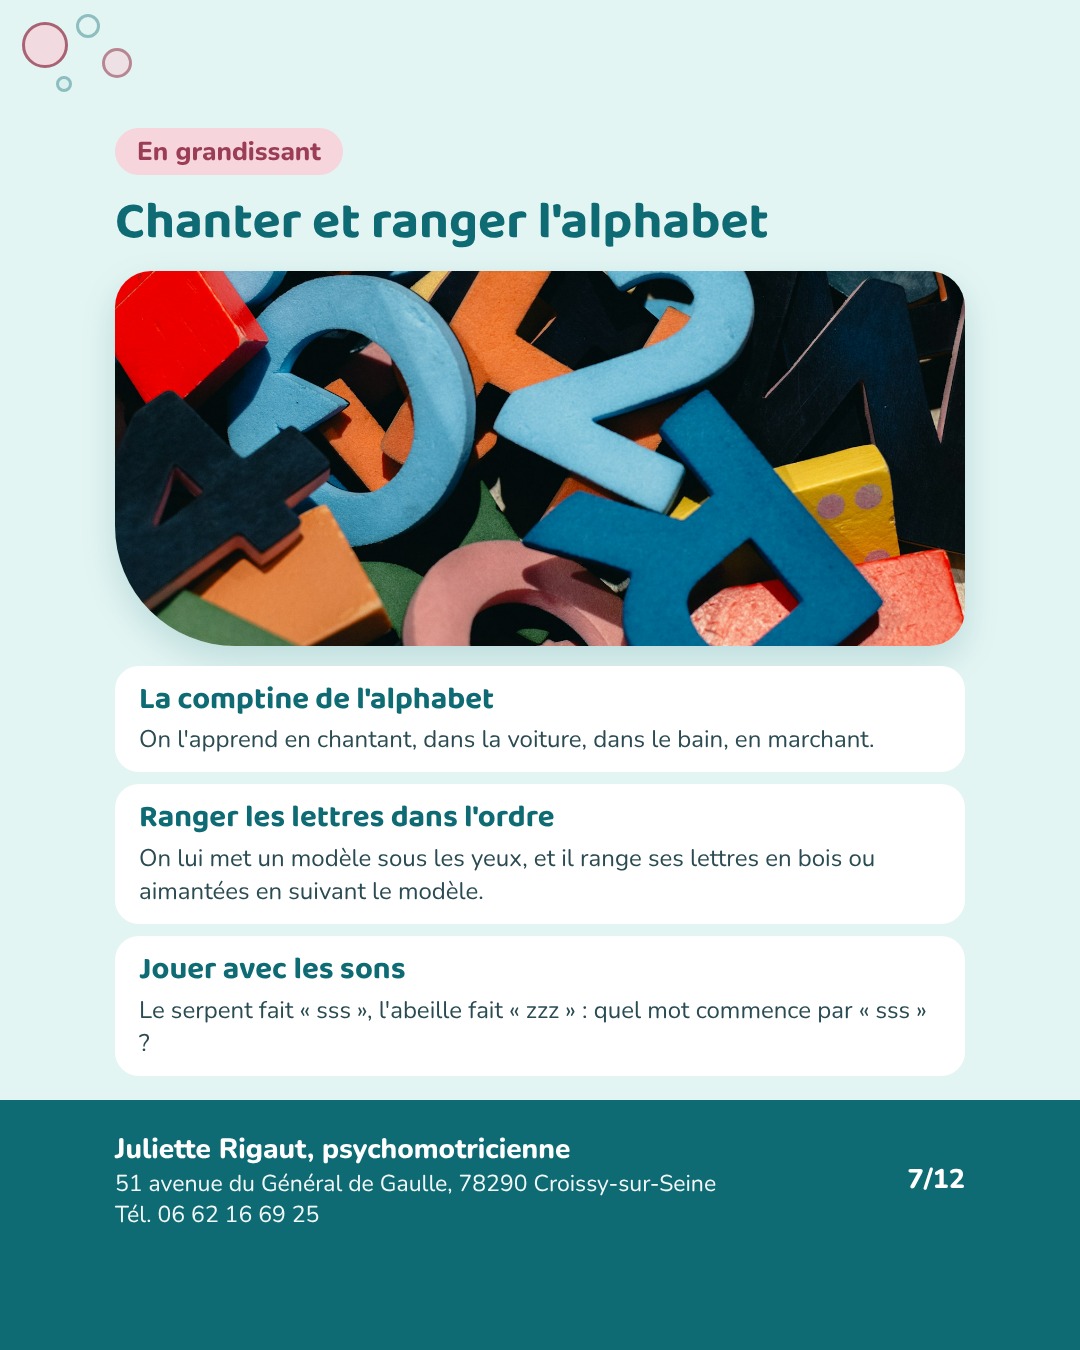 En grandissant
Chanter et ranger l'alphabet
La comptine de l'alphabet
On l'apprend en chantant, dans la voiture, dans le bain, en marchant.
Ranger les lettres dans l'ordre
On lui met un modèle sous les yeux, et il range ses lettres en bois ou
aimantées en suivant le modèle.
Jouer avec les sons
Le serpent fait « sss », l'abeille fait « zzz » : quel mot commence par « sss »
?
Juliette Rigaut, psychomotricienne
51 avenue du Général de Gaulle, 78290 Croissy-sur-Seine
Tél. 06 62 16 69 25
7/12